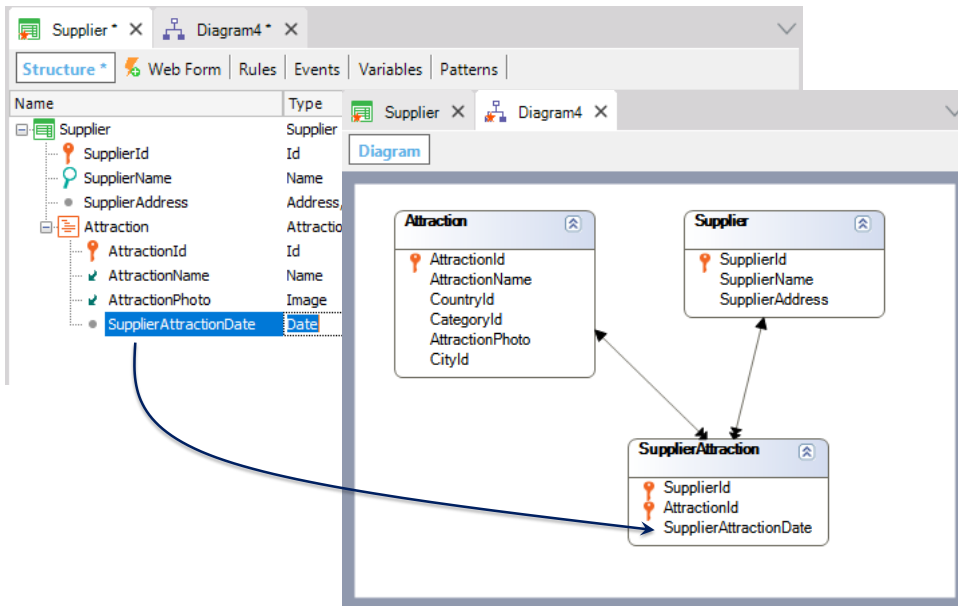 Supplier * X Diagram4 * X
Structure * Web Form Rules Events Variables Patterns
Name Type
Supplier Supplier
SupplierId Id
SupplierName Name
SupplierAddress Address,
Attraction Attractio
AttractionId Id
AttractionName Name
AttractionPhoto Image
SupplierAttractionDate Date
Supplier X Diagram4 X
Diagram
Attraction
AttractionId
AttractionName
CountryId
CategoryId
AttractionPhoto
CityId
Supplier
SupplierId
SupplierName
SupplierAddress
SupplierAttraction
SupplierId
AttractionId
SupplierAttractionDate